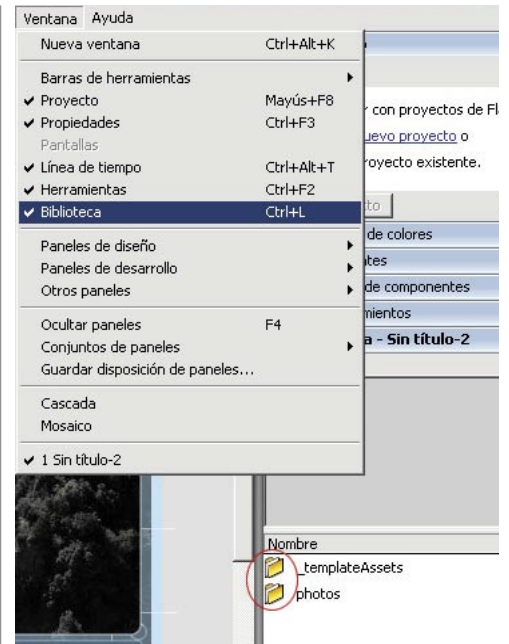 Ventana Ayuda
Nueva ventana Ctrl+Alt+K
Barras de herramientas
Proyecto Mayús+F8
Propiedades Ctrl+F3
Pantallas
Línea de tiempo Ctrl+Alt+T
Herramientas Ctrl+F2
Biblioteca Ctrl+L
Paneles de diseño
Paneles de desarrollo
Otros paneles
Ocultar paneles F4
Conjuntos de paneles
Guardar disposición de paneles...
Cascada
Mosaico
1 Sin título-2
con proyectos de Fl
uevo proyecto o
royecto existente.
to
de colores
tes
de componentes
mientos
a - Sin título-2
Nombre
_templateAssets
photos